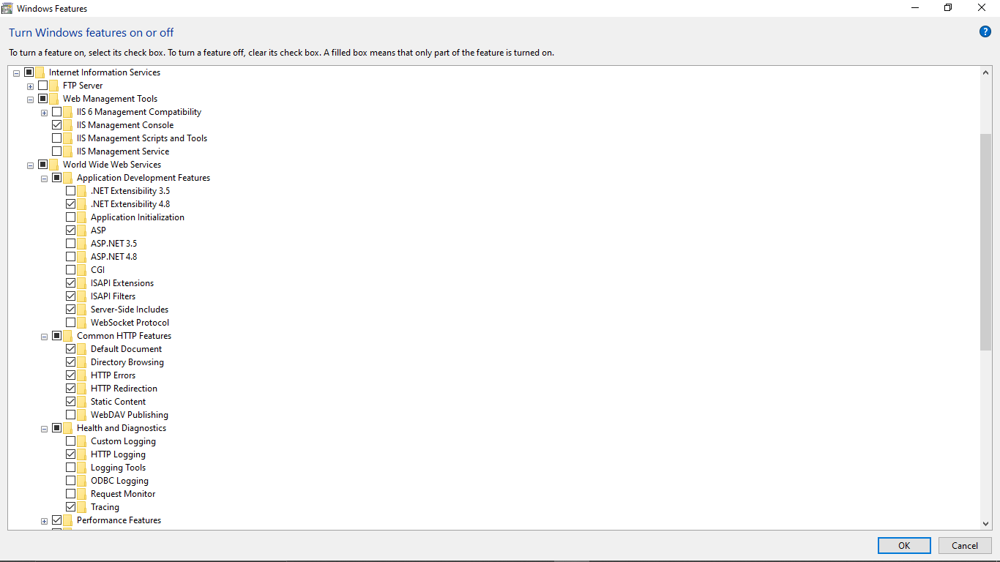 Windows Features
Turn Windows features on or off
?
To turn a feature on, select its check box. To turn a feature off, clear its check box. A filled box means that only part of the feature is turned on.
Internet Information Services
FTP Server
Web Management Tools
IIS 6 Management Compatibility
IIS Management Console
IIS Management Scripts and Tools
IIS Management Service
World Wide Web Services
Application Development Features
.NET Extensibility 3.5
.NET Extensibility 4.8
Application Initialization
ASP
ASP.NET 3.5
ASP.NET 4.8
CGI
ISAPI Extensions
ISAPI Filters
Server-Side Includes
WebSocket Protocol
Common HTTP Features
Default Document
Directory Browsing
HTTP Errors
HTTP Redirection
Static Content
WebDAV Publishing
Health and Diagnostics
Custom Logging
HTTP Logging
Logging Tools
ODBC Logging
Request Monitor
Tracing
Performance Features
OK Cancel